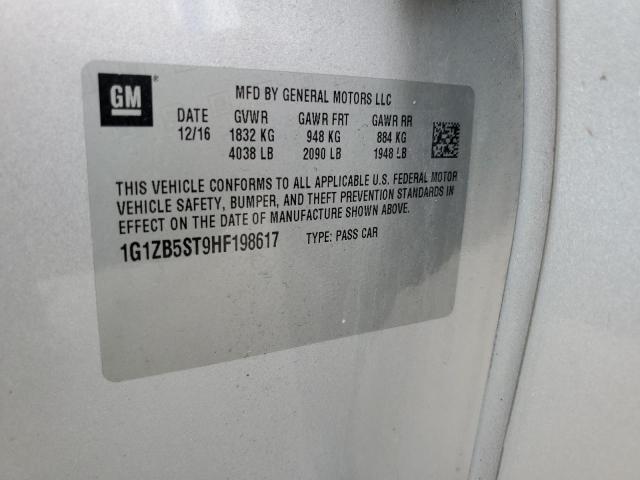 GM
MFD BY GENERAL MOTORS LLC
DATE GVWR GAWR FRT GAWR RR
12/16 1832 KG 948 KG 884 KG
4038 LB 2090 LB 1948 LB
THIS VEHICLE CONFORMS TO ALL APPLICABLE U.S. FEDERAL MOTOR
VEHICLE SAFETY, BUMPER, AND THEFT PREVENTION STANDARDS IN
EFFECT ON THE DATE OF MANUFACTURE SHOWN ABOVE.
1G1ZB5ST9HF198617 TYPE: PASS CAR